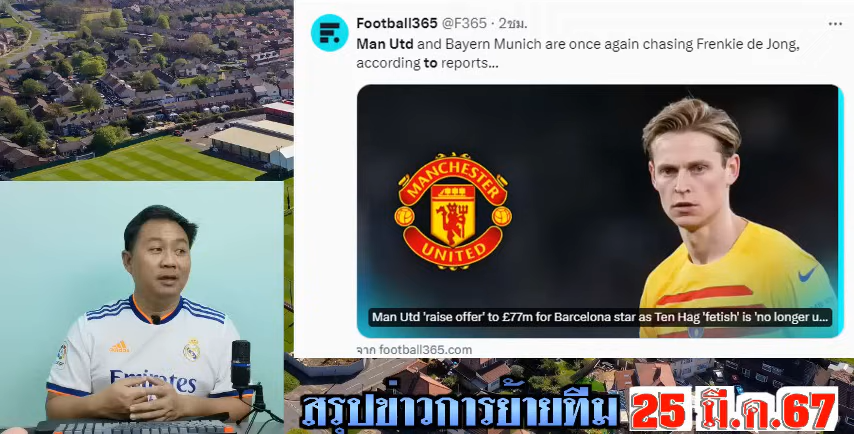 Football365 @F365 · 2ชม.
Man Utd and Bayern Munich are once again chasing Frenkie de Jong,
according to reports...
MANCHESTER
UNITED
Man Utd 'raise offer' to £77m for Barcelona star as Ten Hag 'fetish' is 'no longer u...
จาก football365.com
adidas
Emirates
สรุปข่าวการย้ายทีม 25 มี.ค.67